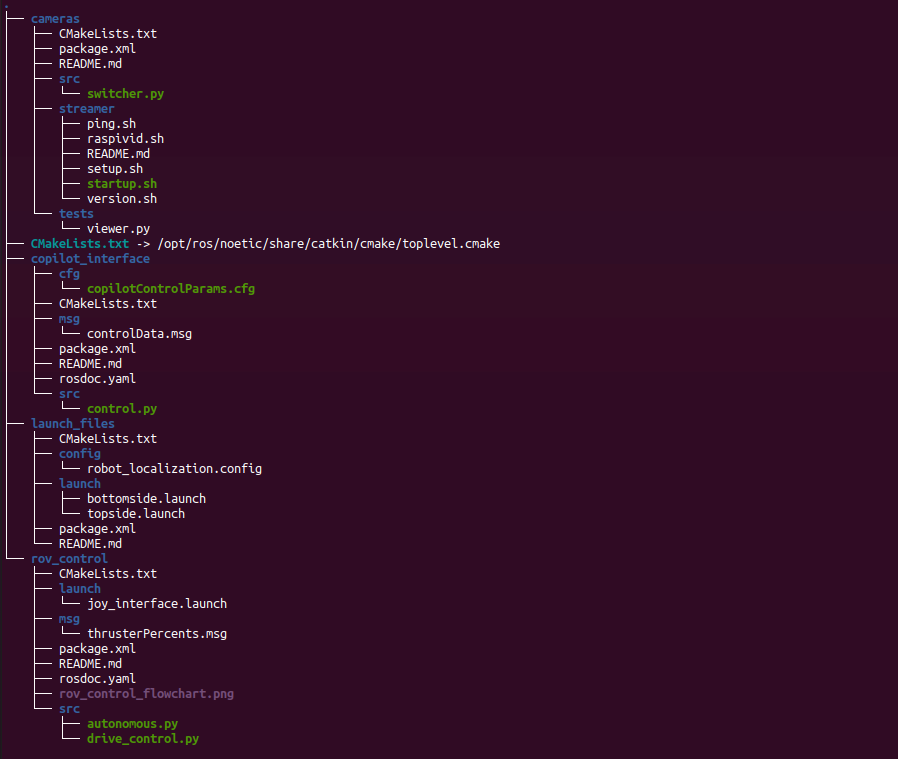 .
├── cameras
│   ├── CMakeLists.txt
│   ├── package.xml
│   ├── README.md
│   ├── src
│   │   └── switcher.py
│   ├── streamer
│   │   ├── ping.sh
│   │   ├── raspivid.sh
│   │   ├── README.md
│   │   ├── setup.sh
│   │   ├── startup.sh
│   │   └── version.sh
│   └── tests
│       └── viewer.py
├── CMakeLists.txt -> /opt/ros/noetic/share/catkin/cmake/toplevel.cmake
├── copilot_interface
│   ├── cfg
│   │   └── copilotControlParams.cfg
│   ├── CMakeLists.txt
│   ├── msg
│   │   └── controlData.msg
│   ├── package.xml
│   ├── README.md
│   ├── rosdoc.yaml
│   └── src
│       └── control.py
├── launch_files
│   ├── CMakeLists.txt
│   ├── config
│   │   └── robot_localization.config
│   ├── launch
│   │   ├── bottomside.launch
│   │   └── topside.launch
│   ├── package.xml
│   └── README.md
└── rov_control
    ├── CMakeLists.txt
    ├── launch
    │   └── joy_interface.launch
    ├── msg
    │   └── thrusterPercents.msg
    ├── package.xml
    ├── README.md
    ├── rosdoc.yaml
    ├── rov_control_flowchart.png
    └── src
        ├── autonomous.py
        └── drive_control.py